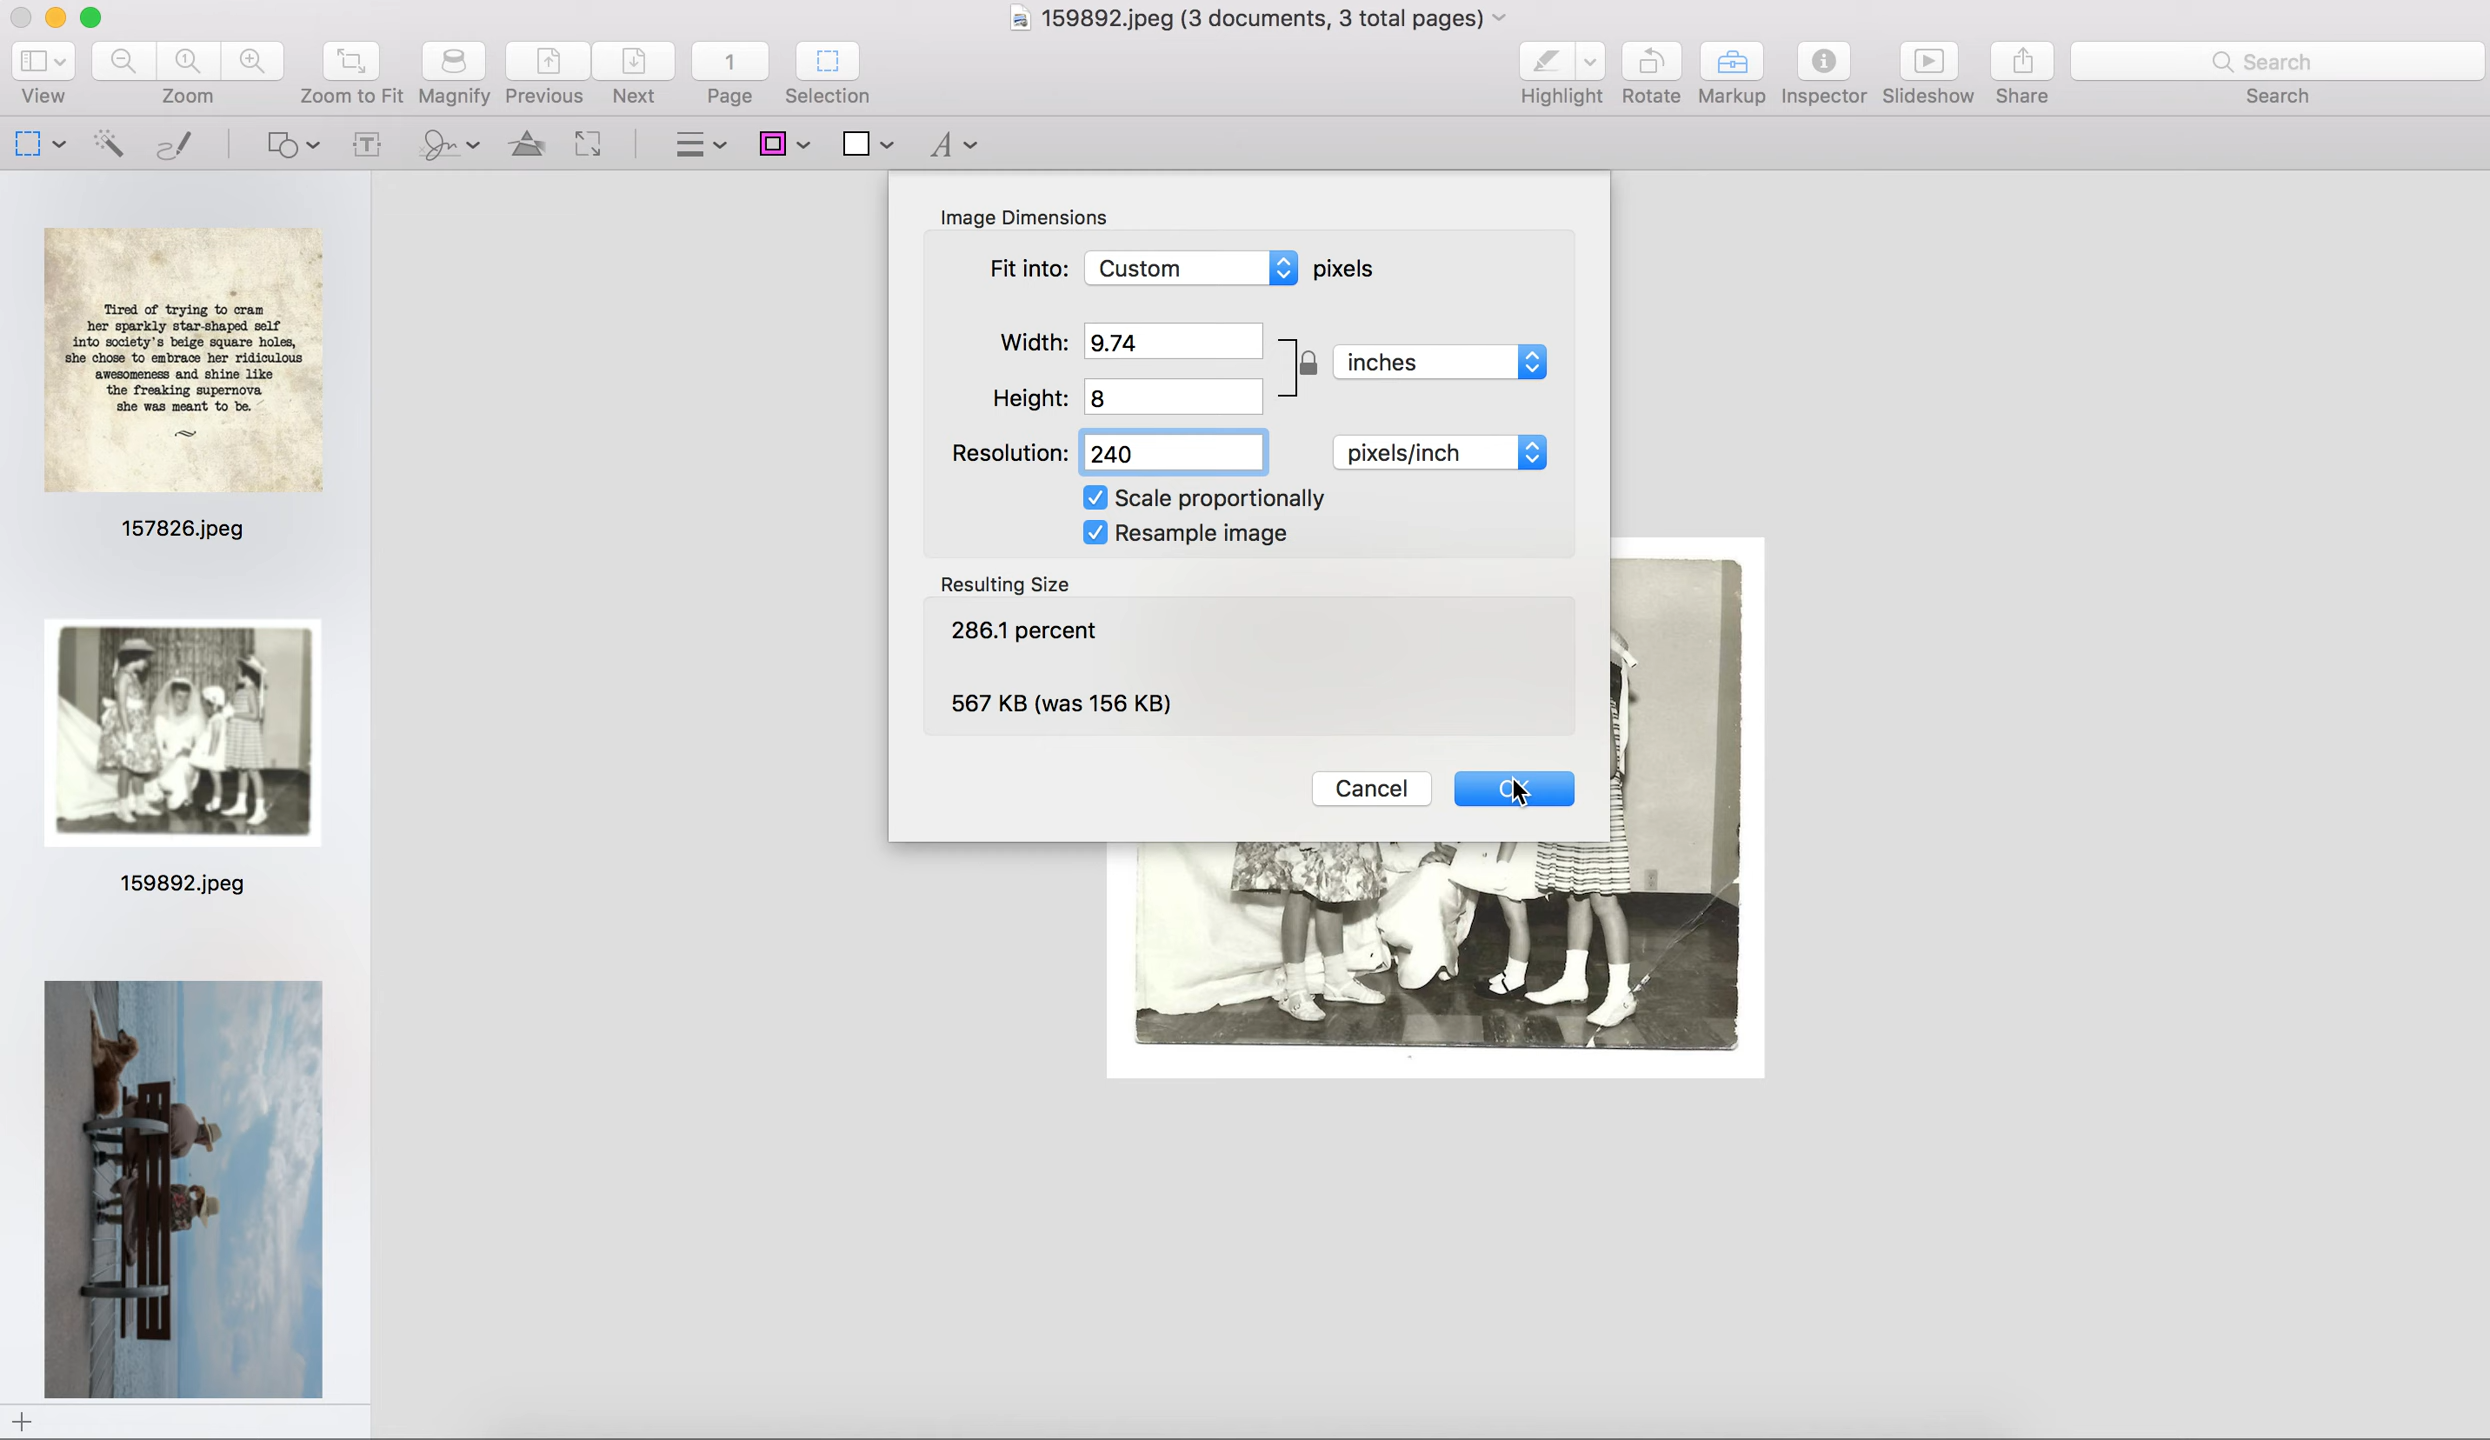 159892.jpeg (3 documents, 3 total pages)
1
View
Zoom
Zoom to Fit
Magnify
Previous
Next
Page
Selection
Highlight
Rotate
Markup
Inspector
Slideshow
Share
Search
Search
Tired of trying to cram
her sparkly star-shaped self
into society's beige square holes,
she chose to embrace her ridiculous
awesomeness and shine like
the freaking supernova
she was meant to be.
157826.jpeg
159892.jpeg
Image Dimensions
Fit into: Custom pixels
Width: 9.74
inches
Height: 8
Resolution: 240 pixels/inch
Scale proportionally
Resample image
Resulting Size
286.1 percent
567 KB (was 156 KB)
Cancel OK